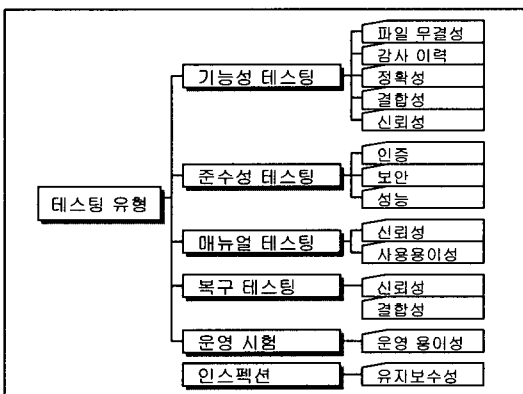 테스팅 유형
기능성 테스팅
파일 무결성
감사 이력
정확성
결합성
신뢰성
준수성 테스팅
인증
보안
성능
매뉴얼 테스팅
신뢰성
사용용이성
복구 테스팅
신뢰성
결합성
운영 시험
운영 용이성
인스펙션
유지보수성